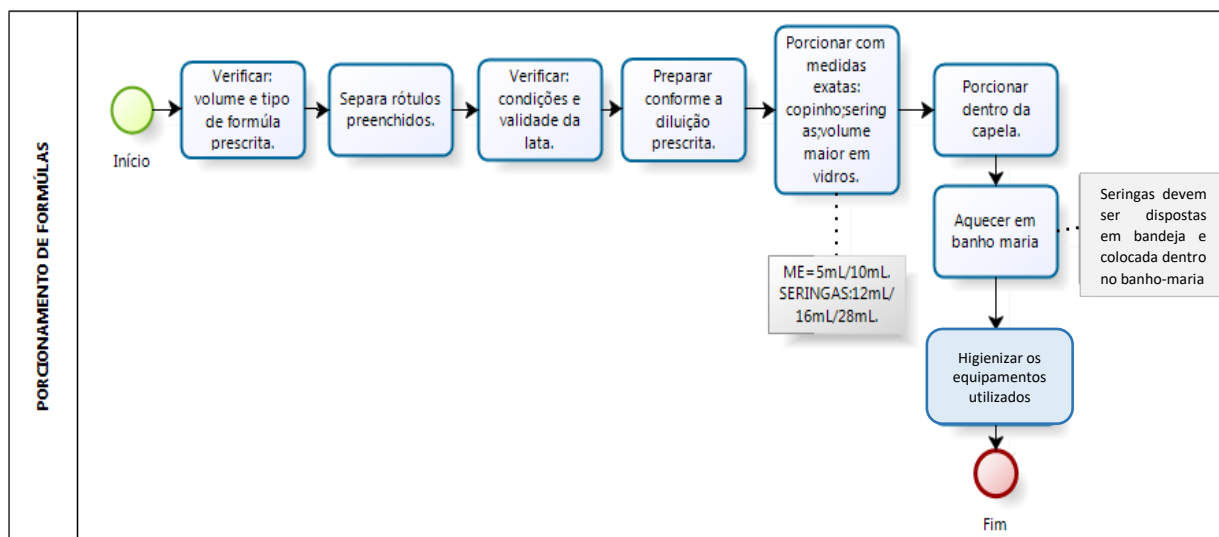 PORCIONAMENTO DE FORMÚLAS
Início
Verificar:
volume e tipo
de formúla
prescrita.
Separa rótulos
preenchidos.
Verificar:
condições e
validade da
lata.
Preparar
conforme a
diluição
prescrita.
Porcionar com
medidas
exatas:
copinho;sering
as;volume
maior em
vidros.
ME=5mL/10mL.
SERINGAS:12mL/
16mL/28mL.
Porcionar
dentro da
capela.
Aquecer em
banho maria
Seringas devem
ser dispostas
em bandeja e
colocada dentro
no banho-maria
Higienizar os
equipamentos
utilizados
Fim